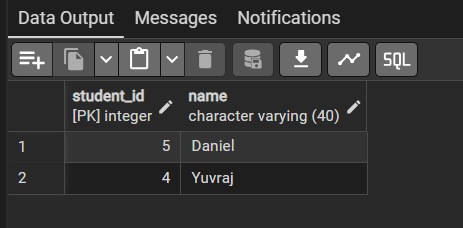 Data Output Messages Notifications
SQL
student_id name
[PK] integer character varying (40)
1 5 Daniel
2 4 Yuvraj